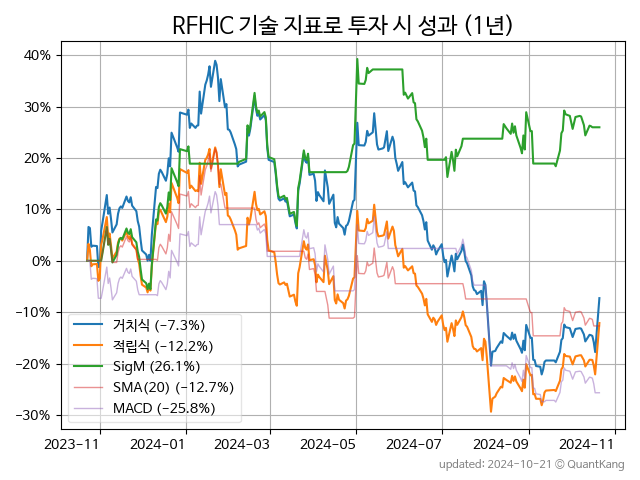 RFHIC 기술 지표로 투자 시 성과 (1년)
40%
30%
20%
10%
0%
−10%
−20%
−30%
거치식 (−7.3%)
적립식 (−12.2%)
SigM (26.1%)
SMA(20) (−12.7%)
MACD (−25.8%)
2023-11 2024-01 2024-03 2024-05 2024-07 2024-09 2024-11
updated: 2024-10-21 © QuantKang